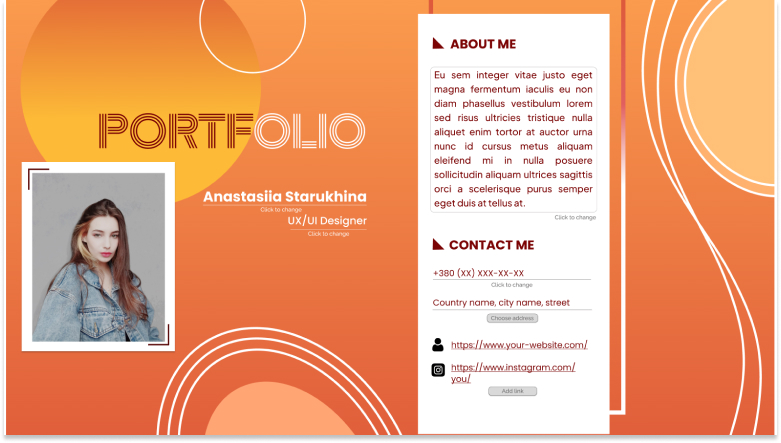 PORTFOLIO
Anastasiia Starukhina
Click to change
UX/UI Designer
Click to change
ABOUT ME
Eu sem integer vitae justo eget
magna fermentum iaculis eu non
diam phasellus vestibulum lorem
sed risus ultricies tristique nulla
aliquet enim tortor at auctor urna
nunc id cursus metus aliquam
eleifend mi in nulla posuere
sollicitudin aliquam ultrices sagittis
orci a scelerisque purus semper
eget duis at tellus at.
Click to change
CONTACT ME
+380 (XX) XXX-XX-XX
Click to change
Country name, city name, street
Choose address
https://www.your-website.com/
https://www.instagram.com/
you/
Add link